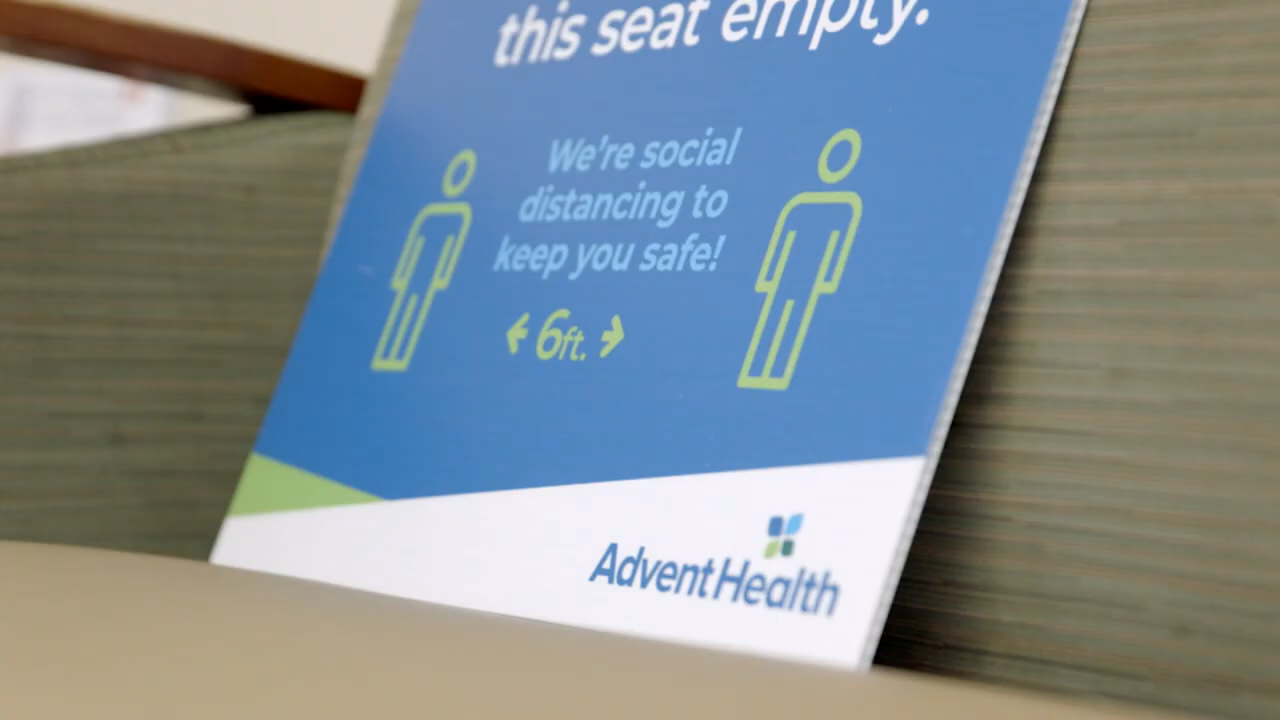 this seat empty.
We're social
distancing to
keep you safe!
6ft.
AdventHealth